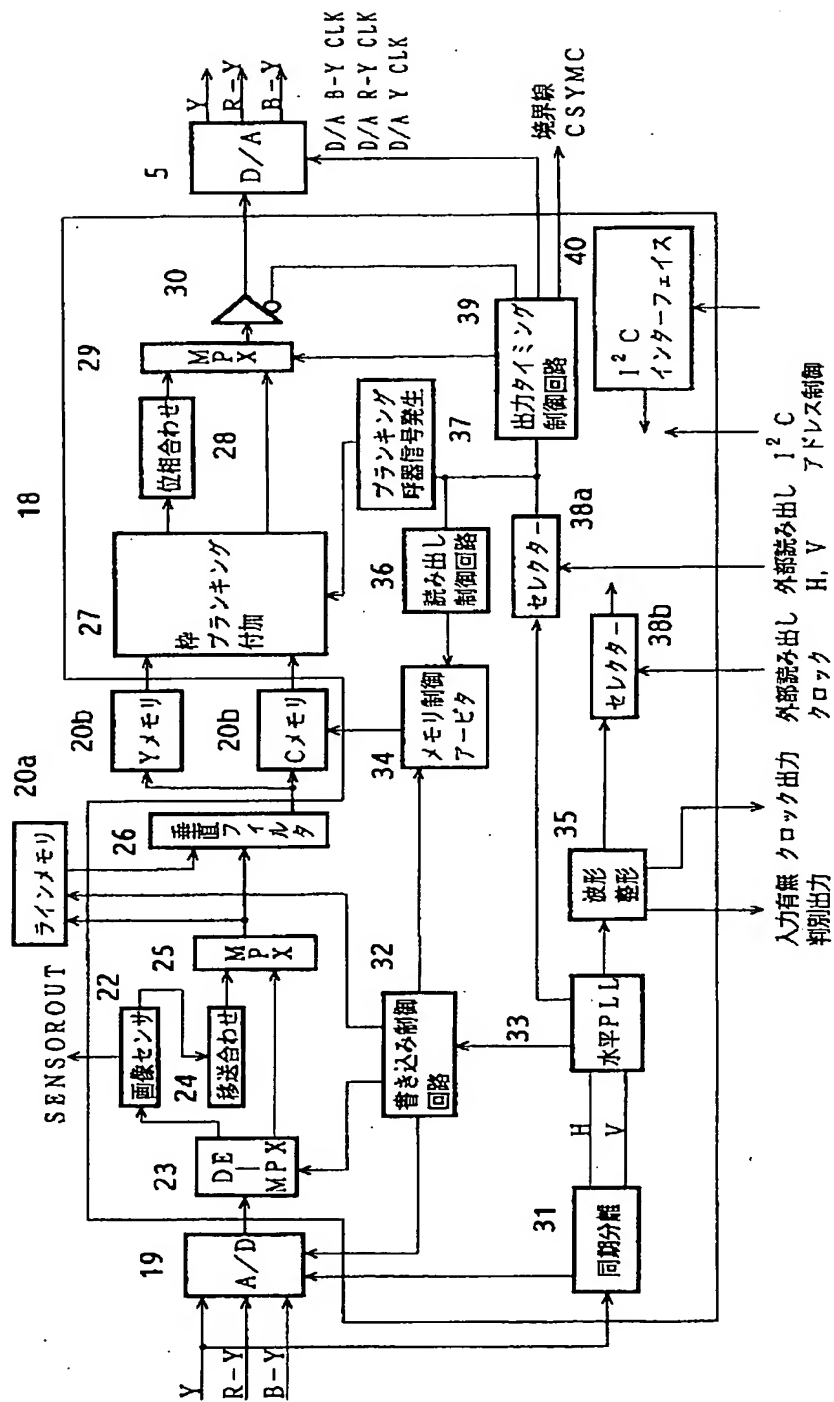 Y
R-Y
B-Y
19
A/D
23
DE
MPX
SENSOROUT
22
画像センサ
24
移送合わせ
25
MPX
20a
ラインメモリ
26
垂直フィルタ
20b
Yメモリ
20b
Cメモリ
18
27
枠
ブランキング
付加
位相合わせ
28
29
MPX
30
5
D/A
Y
R-Y
B-Y
D/A B-Y CLK
D/A R-Y CLK
D/A Y CLK
31
同期分離
H
V
水平PLL
33
32
書き込み制御
回路
34
メモリ制御
アービタ
36
読み出し
制御回路
37
ブランキング
呼器信号発生
39
出力タイミング
制御回路
境界線
CSYMC
35
波形
整形
セレクター
38b
セレクター
38a
40
I² C
インターフェイス
入力有無
判別出力
クロック出力
外部読み出し
クロック
外部読み出し
H, V
I² C
アドレス制御